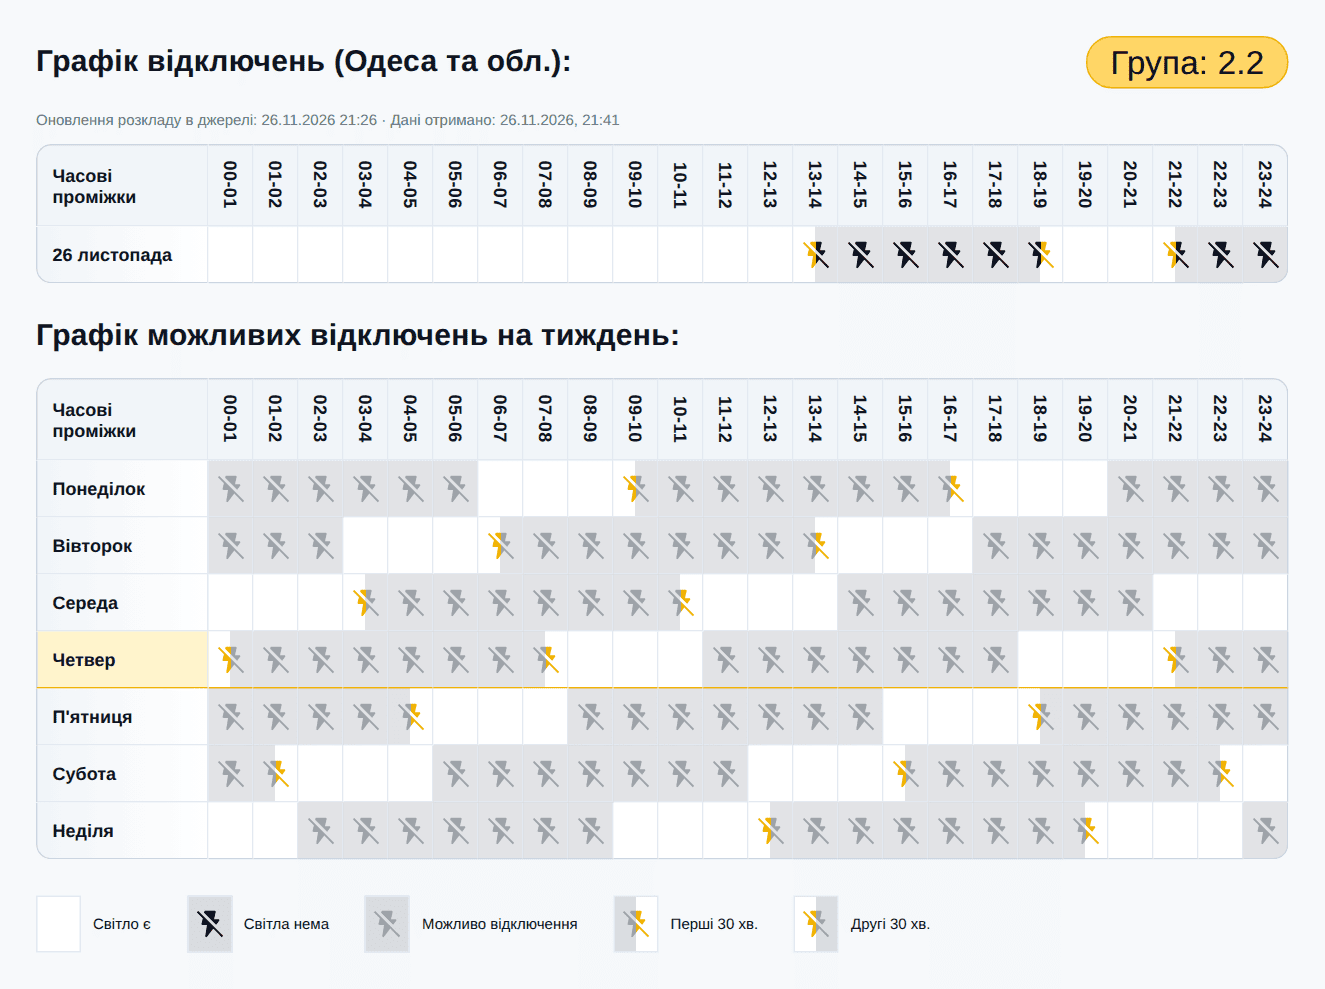 Графік відключень (Одеса та обл.):
Група: 2.2
Оновлення розкладу в джерелі: 26.11.2026 21:26 · Дані отримано: 26.11.2026, 21:41
Часові
проміжки
00-01 01-02 02-03 03-04 04-05 05-06 06-07 07-08 08-09 09-10 10-11 11-12 12-13 13-14 14-15 15-16 16-17 17-18 18-19 19-20 20-21 21-22 22-23 23-24
26 листопада
Графік можливих відключень на тиждень:
Часові
проміжки
00-01 01-02 02-03 03-04 04-05 05-06 06-07 07-08 08-09 09-10 10-11 11-12 12-13 13-14 14-15 15-16 16-17 17-18 18-19 19-20 20-21 21-22 22-23 23-24
Понеділок
Вівторок
Середа
Четвер
П'ятниця
Субота
Неділя
Світло є
Світла нема
Можливо відключення
Перші 30 хв.
Другі 30 хв.